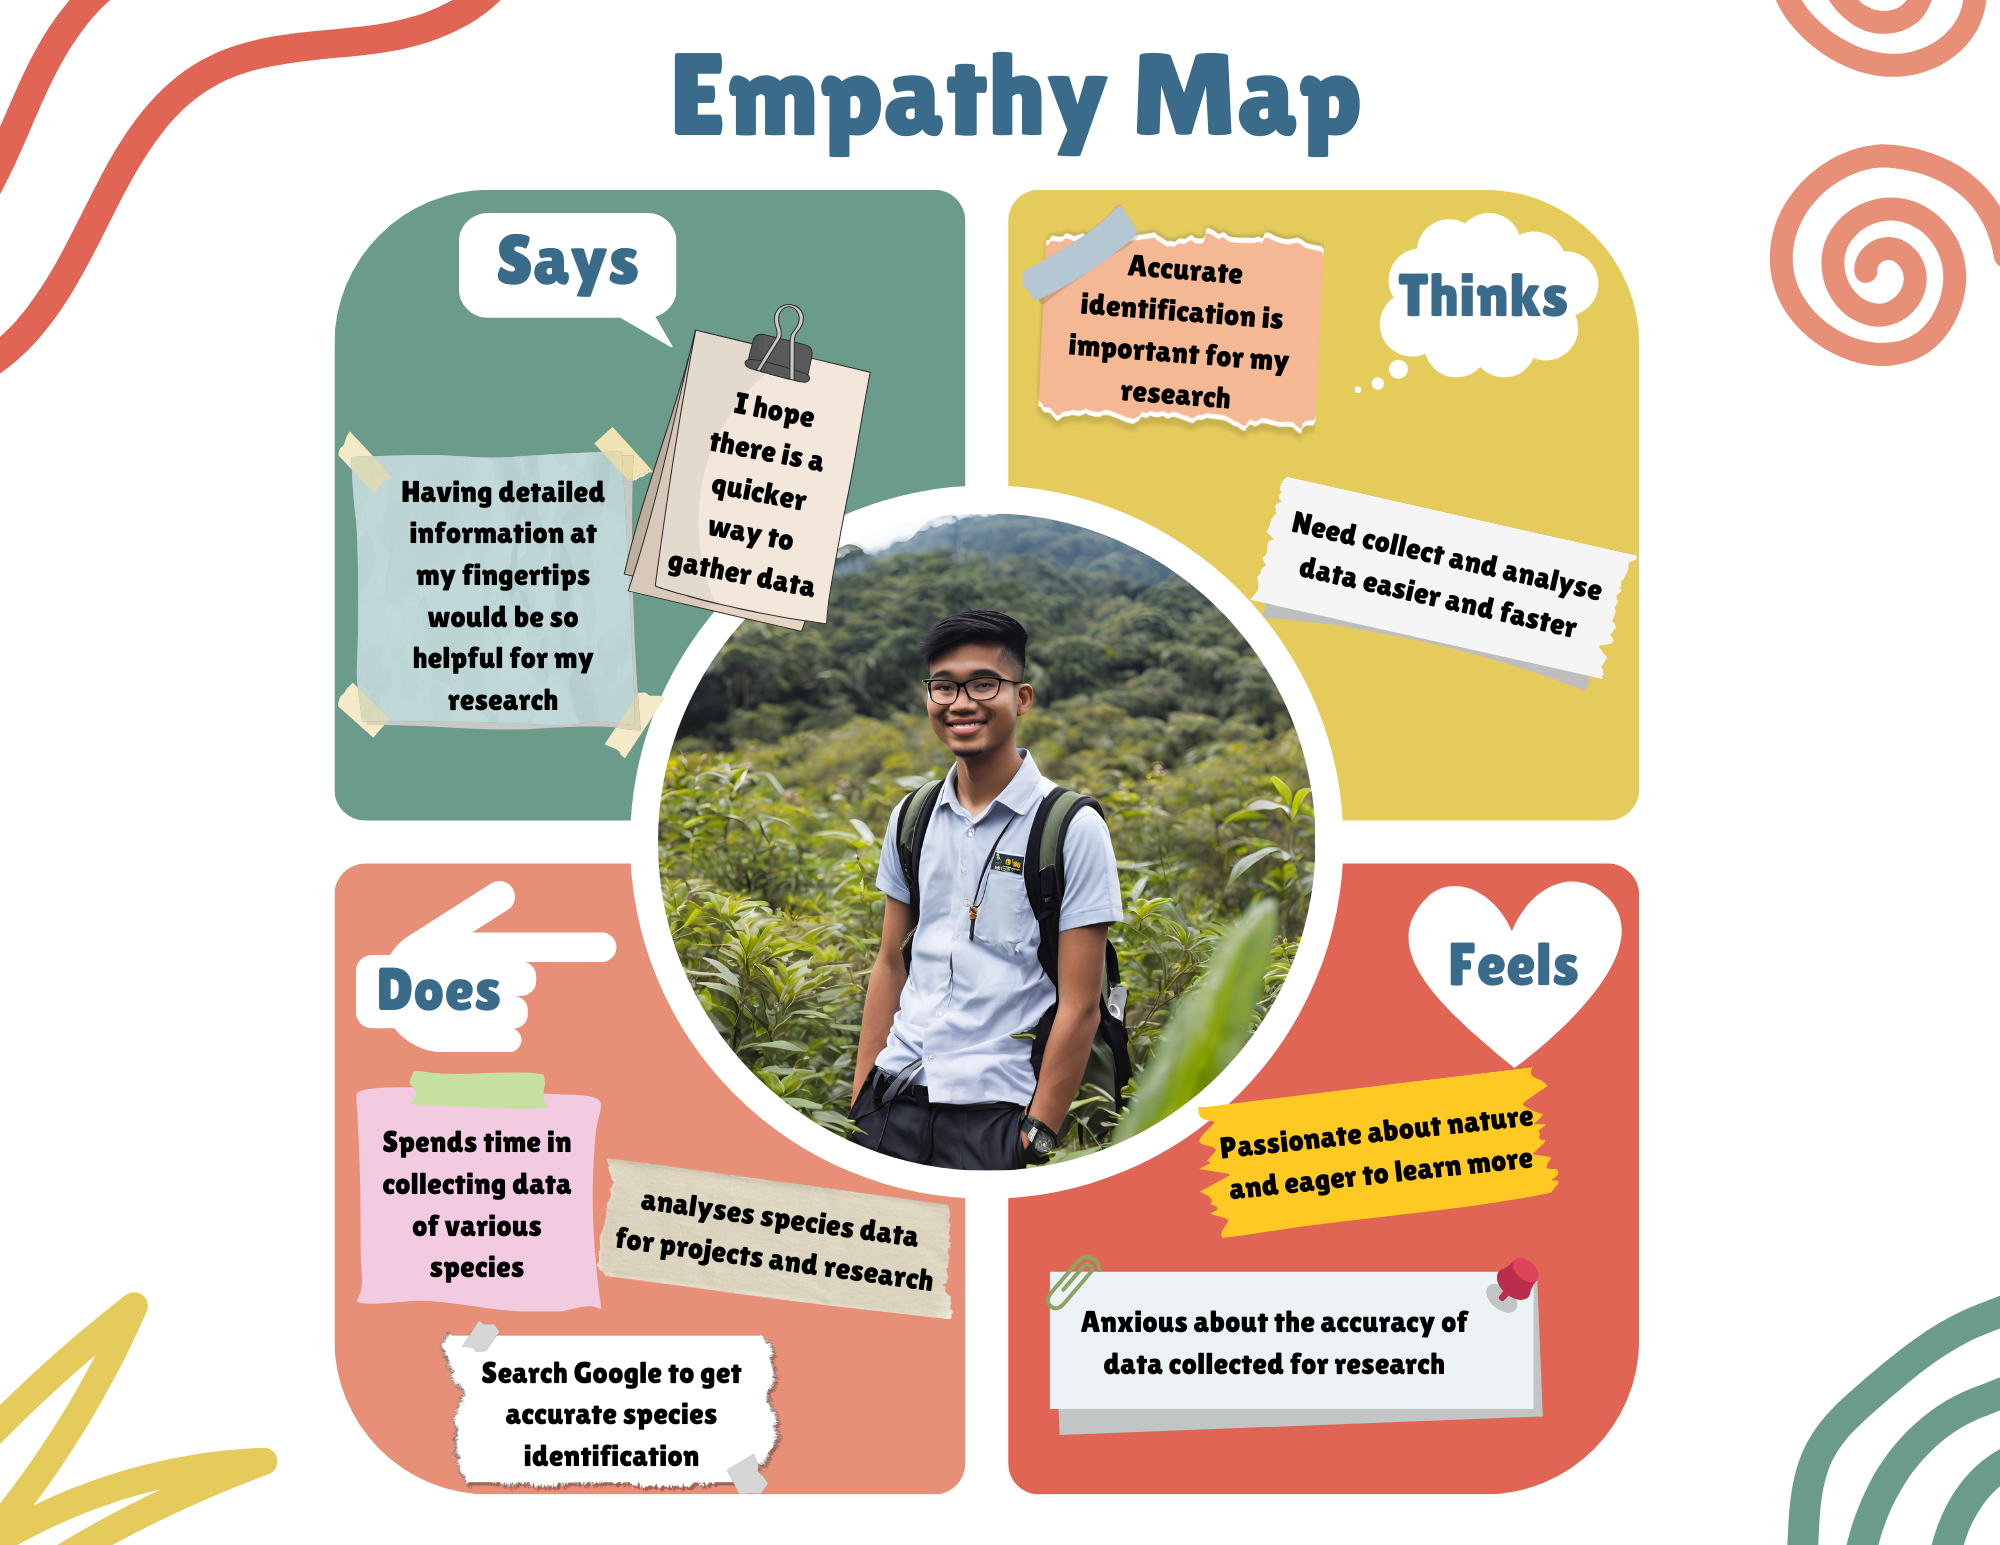 Empathy Map
Says
I hope
there is a
quicker
way to
gather data
Having detailed
information at
my fingertips
would be so
helpful for my
research
Thinks
Accurate
identification is
important for my
research
Need collect and analyse
data easier and faster
Does
Spends time in
collecting data
of various
species
analyses species data
for projects and research
Search Google to get
accurate species
identification
Feels
Passionate about nature
and eager to learn more
Anxious about the accuracy of
data collected for research